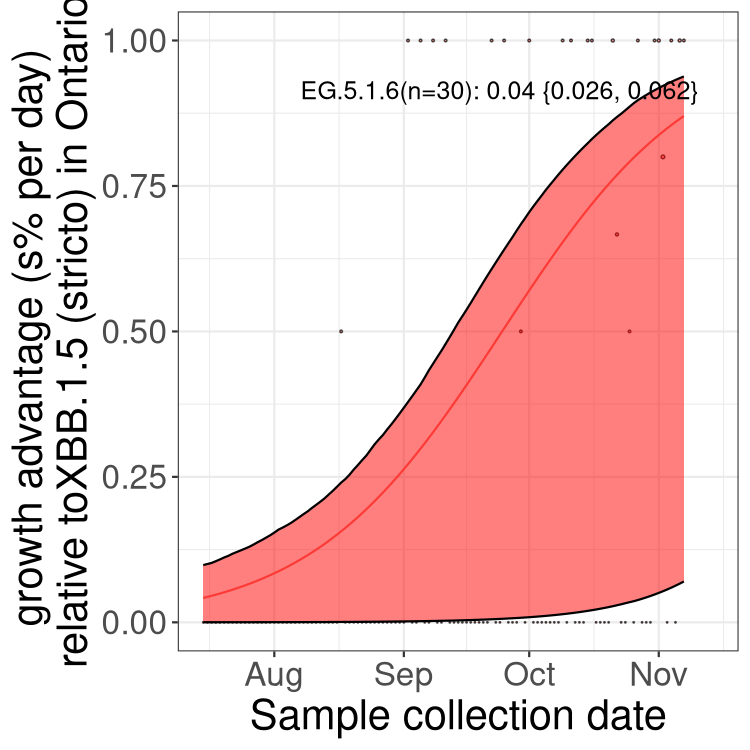 growth advantage (s% per day)
relative toXBB.1.5 (stricto) in Ontario
1.00
0.75
0.50
0.25
0.00
EG.5.1.6(n=30): 0.04 {0.026, 0.062}
Aug Sep Oct Nov
Sample collection date